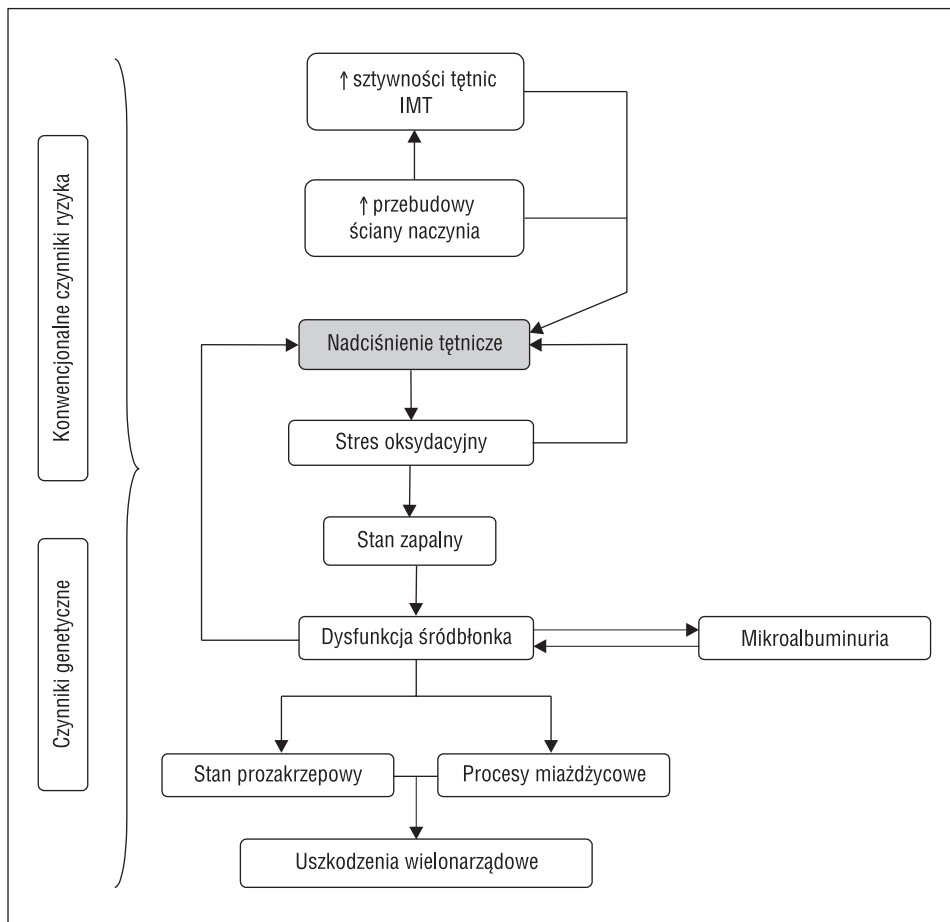 ↑ sztywności tętnic
IMT
↑ przebudowy
ściany naczynia
Nadciśnienie tętnicze
Stres oksydacyjny
Stan zapalny
Dysfunkcja śródbłonka
Mikroalbuminuria
Stan prozakrzepowy
Procesy miażdżycowe
Uszkodzenia wielonarządowe
Konwencjonalne czynniki ryzyka
Czynniki genetyczne